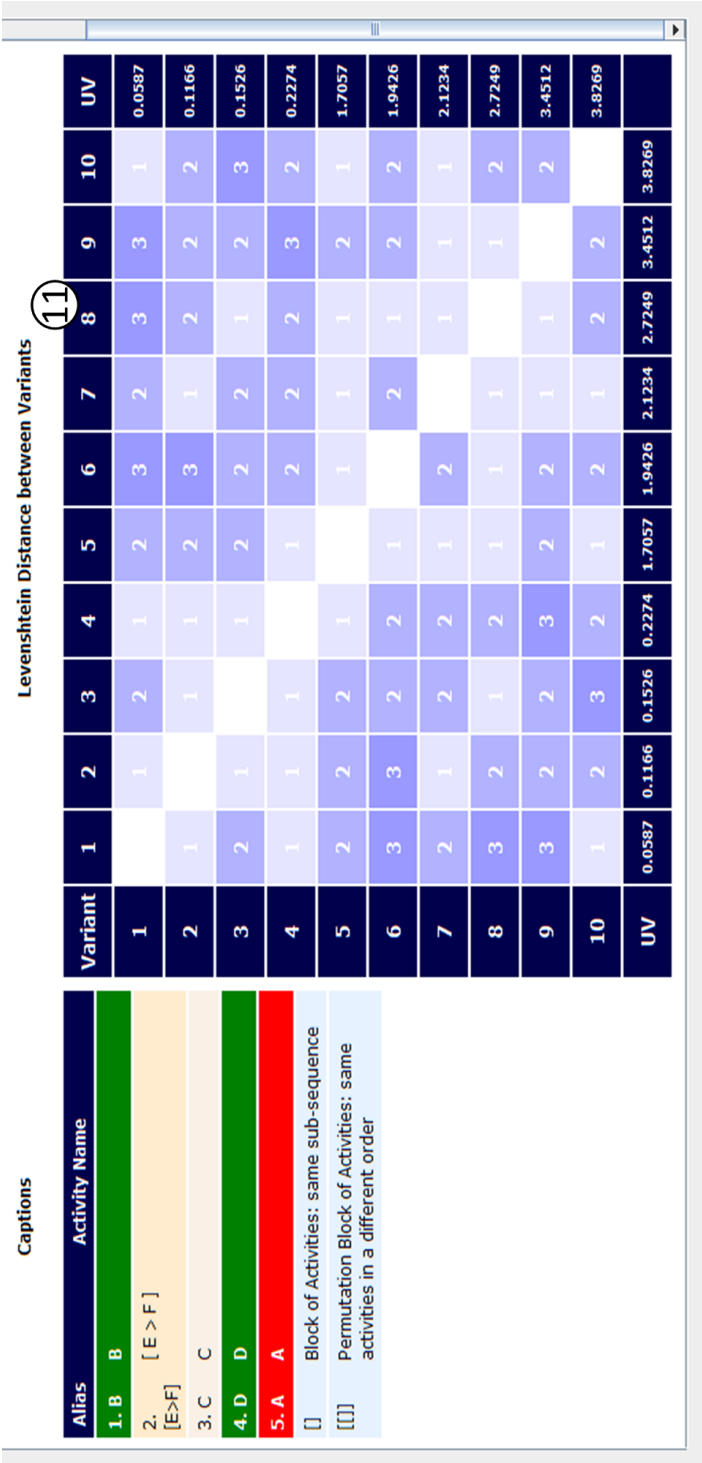 Captions
Alias Activity Name
1. B B
2. [E>F] [ E > F ]
3. C C
4. D D
5. A A
[] Block of Activities: same sub-sequence
[[]] Permutation Block of Activities: same
activities in a different order
Levenshtein Distance between Variants
11
Variant 1 2 3 4 5 6 7 8 9 10 UV
1 1 2 1 2 3 2 3 3 1 0.0587
2 1 1 1 2 3 1 2 2 2 0.1166
3 2 1 1 2 2 2 1 2 3 0.1526
4 1 1 1 1 2 2 2 3 2 0.2274
5 2 2 2 1 1 1 1 2 1 1.7057
6 3 3 2 2 1 2 1 2 2 1.9426
7 2 1 2 2 1 2 1 1 1 2.1234
8 3 2 1 2 1 1 1 1 2 2.7249
9 3 2 2 3 2 2 1 1 2 3.4512
10 1 2 3 2 1 2 1 2 2 3.8269
UV 0.0587 0.1166 0.1526 0.2274 1.7057 1.9426 2.1234 2.7249 3.4512 3.8269